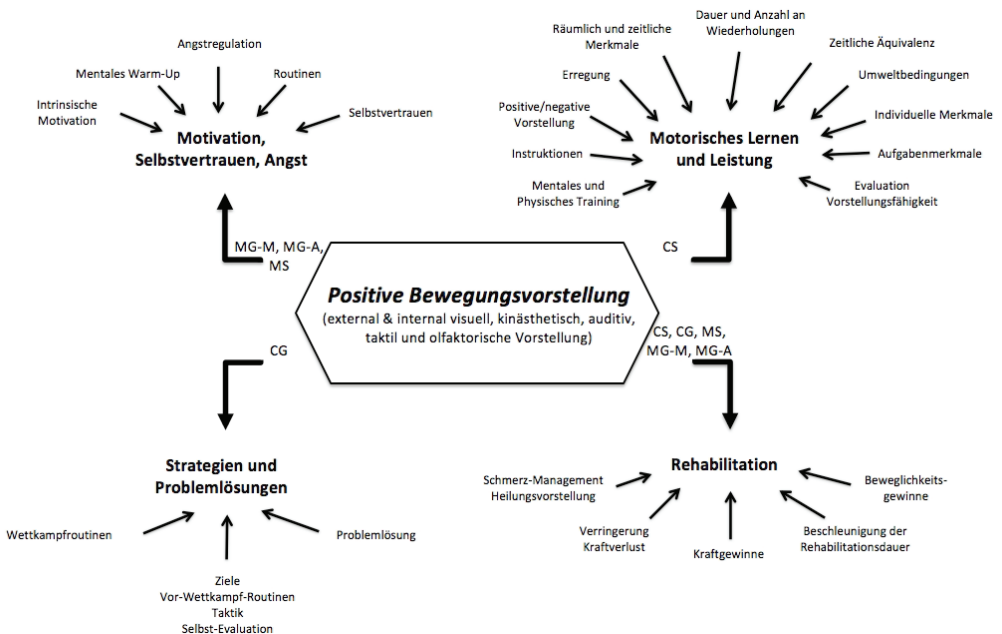 Angstregulation
Mentales Warm-Up
Routinen
Intrinsische
Motivation
Selbstvertrauen
Motivation,
Selbstvertrauen, Angst
Dauer und Anzahl an
Wiederholungen
Räumlich und zeitliche
Merkmale
Zeitliche Äquivalenz
Erregung
Umweltbedingungen
Positive/negative
Vorstellung
Individuelle Merkmale
Motorisches Lernen
und Leistung
Instruktionen
Aufgabenmerkmale
Mentales und
Physisches Training
Evaluation
Vorstellungsfähigkeit
MG-M, MG-A,
MS
CS
Positive Bewegungsvorstellung
(external & internal visuell, kinästhetisch, auditiv,
taktil und olfaktorische Vorstellung)
CG
CS, CG, MS,
MG-M, MG-A
Strategien und
Problemlösungen
Wettkampfroutinen
Problemlösung
Ziele
Vor-Wettkampf-Routinen
Taktik
Selbst-Evaluation
Rehabilitation
Schmerz-Management
Heilungsvorstellung
Beweglichkeits-
gewinne
Verringerung
Kraftverlust
Kraftgewinne
Beschleunigung der
Rehabilitationsdauer